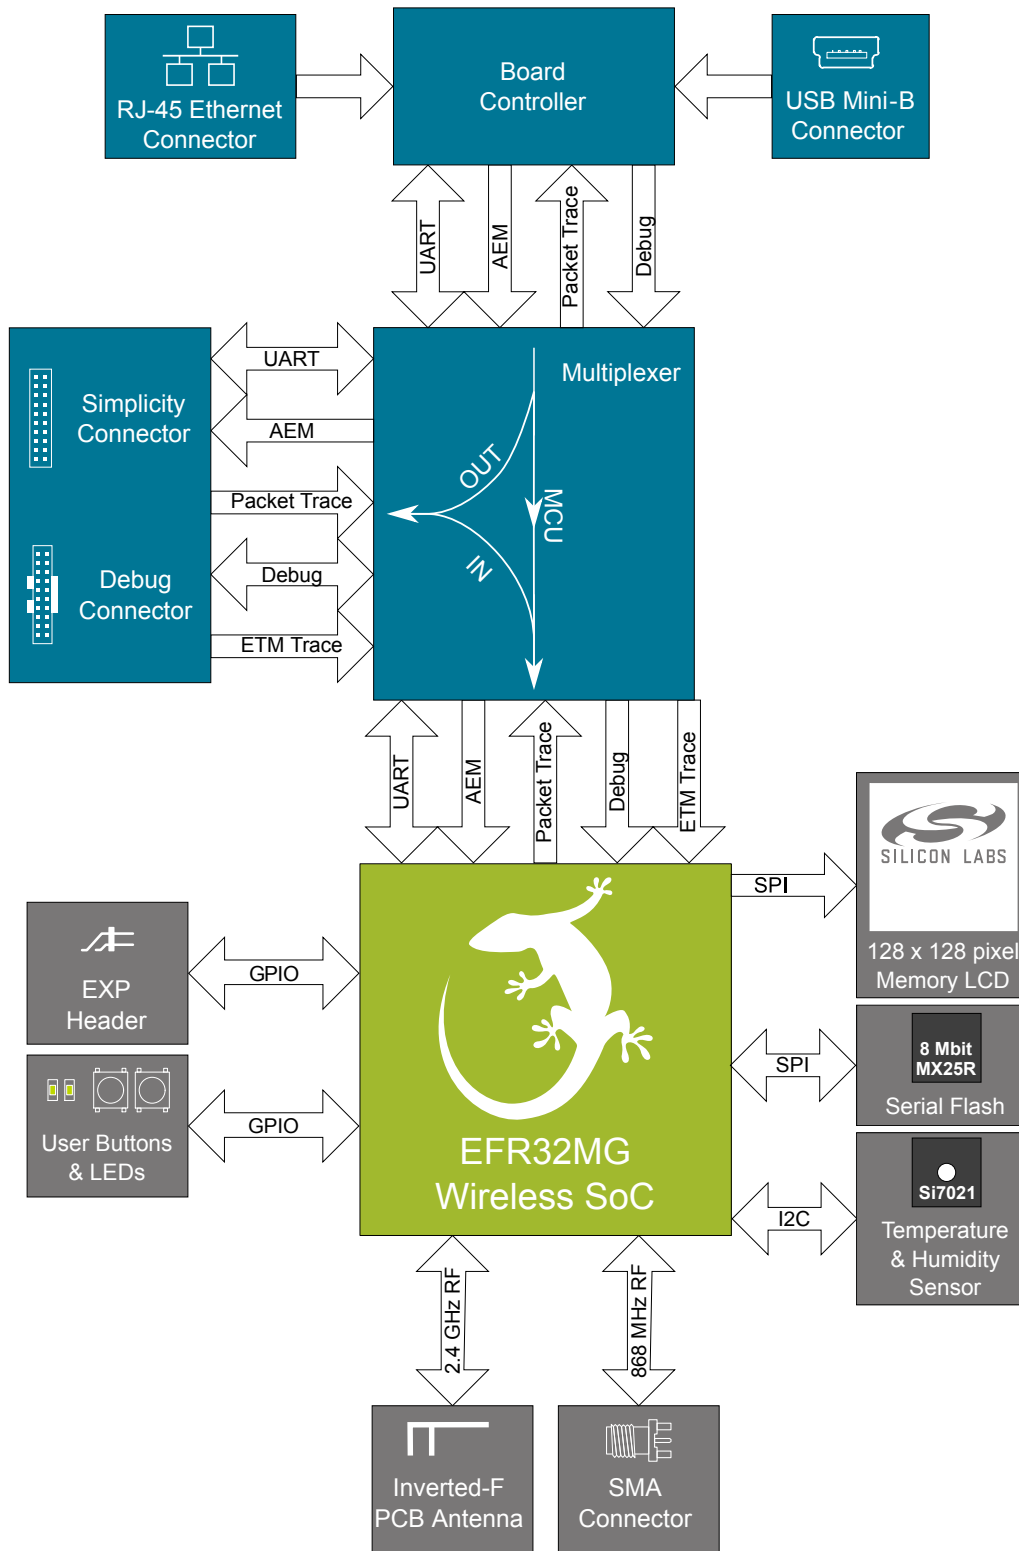 RJ-45 Ethernet
Connector
Board
Controller
USB Mini-B
Connector
UART
AEM
Packet Trace
Debug
Simplicity
Connector
Debug
Connector
UART
AEM
Packet Trace
Debug
ETM Trace
Multiplexer
OUT
MCU
IN
UART
AEM
Packet Trace
Debug
ETM Trace
SILICON LABS
128 x 128 pixel
Memory LCD
SPI
EXP
Header
GPIO
8 Mbit
MX25R
Serial Flash
SPI
User Buttons
& LEDs
GPIO
EFR32MG
Wireless SoC
Si7021
Temperature
& Humidity
Sensor
I2C
2.4 GHz RF
868 MHz RF
Inverted-F
PCB Antenna
SMA
Connector